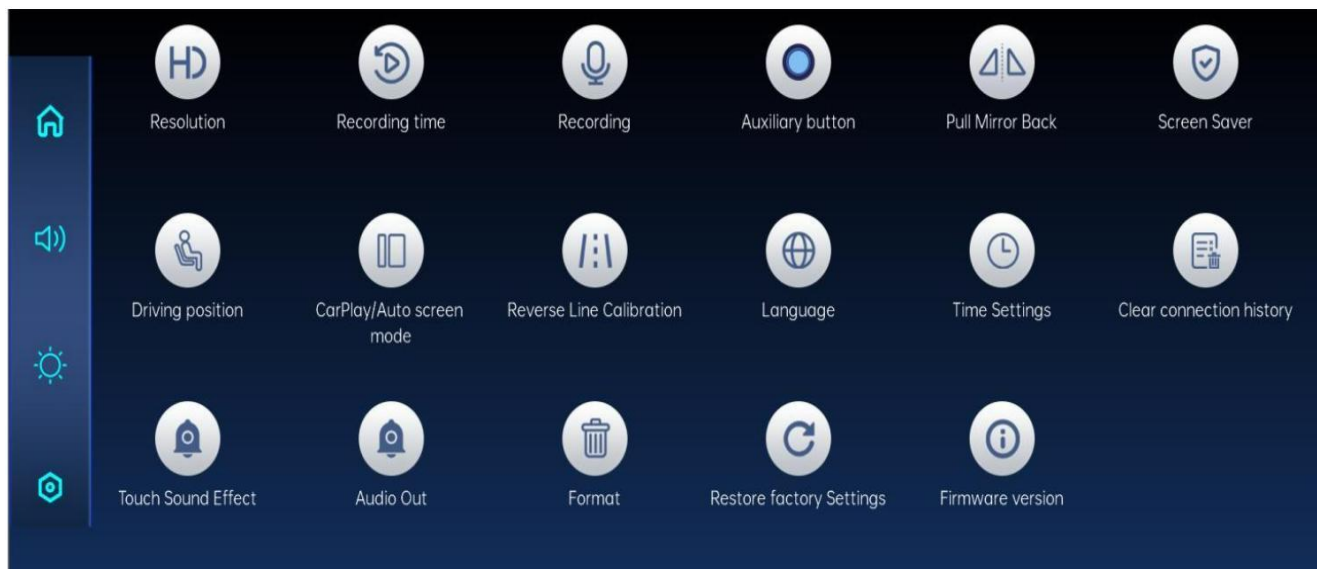 HD
Resolution
Recording time
Recording
Auxiliary button
Pull Mirror Back
Screen Saver
Driving position
CarPlay/Auto screen
mode
Reverse Line Calibration
Language
Time Settings
Clear connection history
Touch Sound Effect
Audio Out
Format
Restore factory Settings
Firmware version